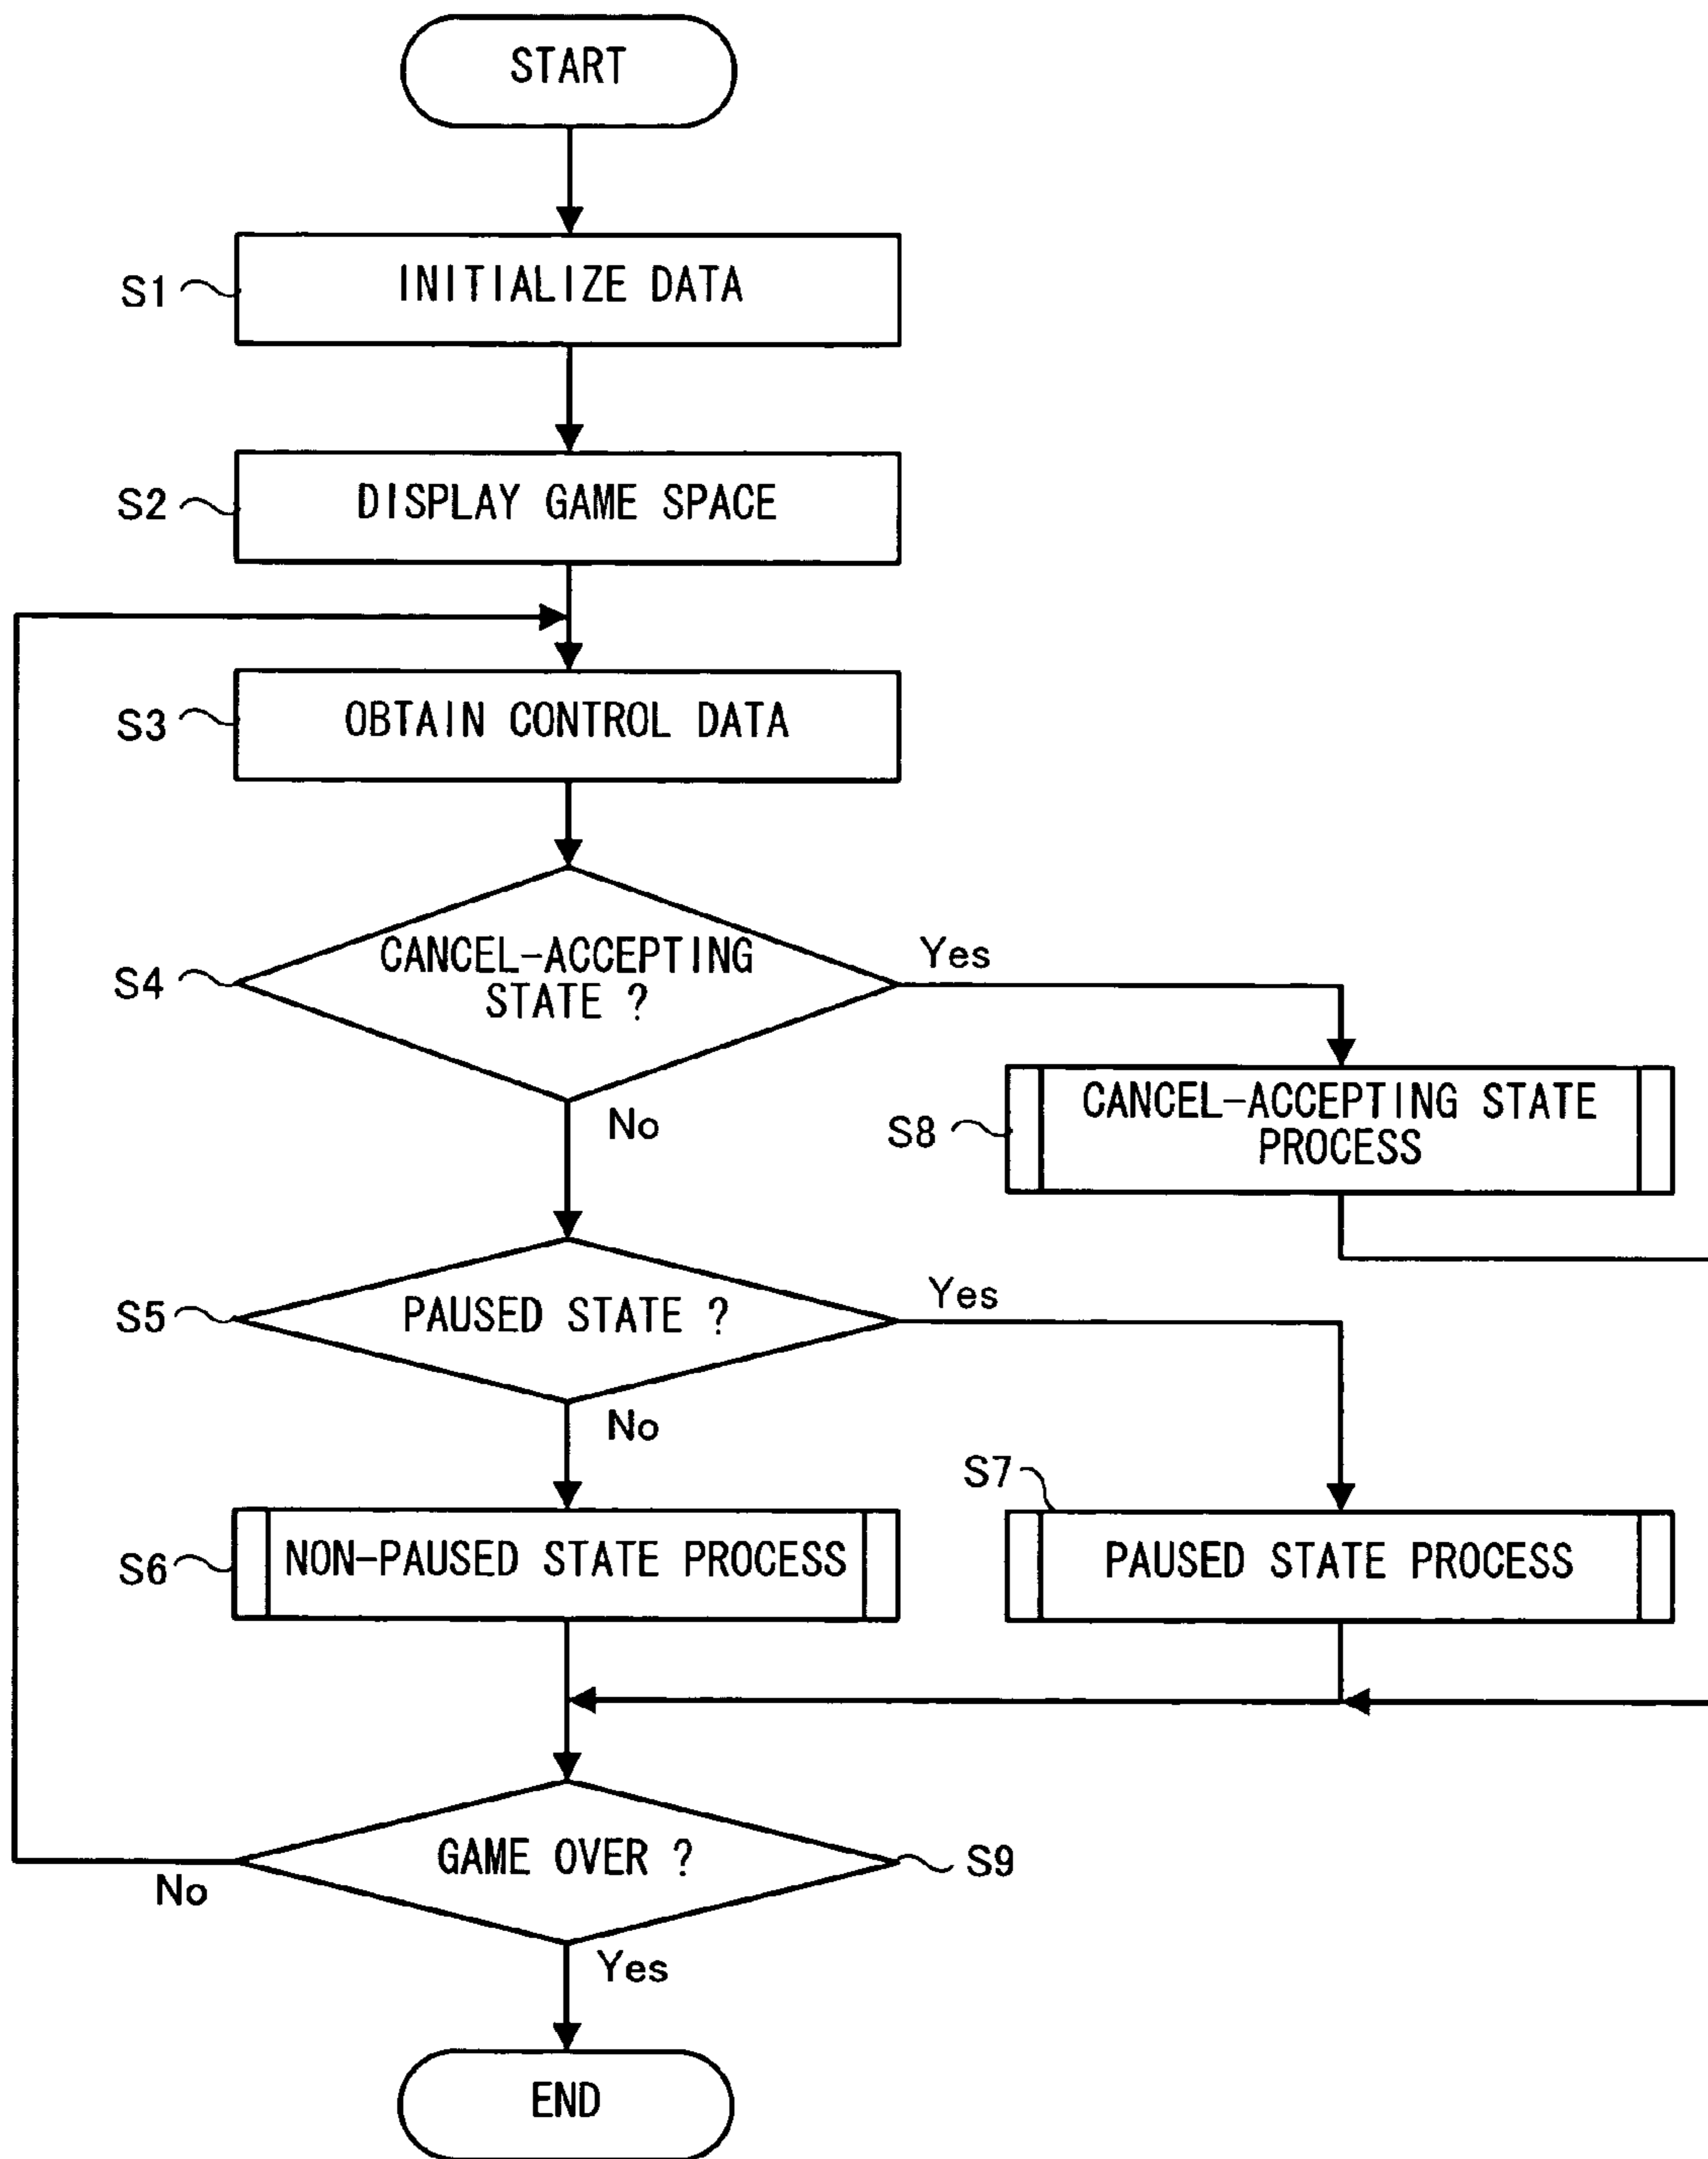 START
S1
INITIALIZE DATA
S2
DISPLAY GAME SPACE
S3
OBTAIN CONTROL DATA
S4
CANCEL-ACCEPTING
STATE ?
Yes
No
S8
CANCEL-ACCEPTING STATE
PROCESS
S5
PAUSED STATE ?
Yes
No
S6
NON-PAUSED STATE PROCESS
S7
PAUSED STATE PROCESS
GAME OVER ?
S9
No
Yes
END